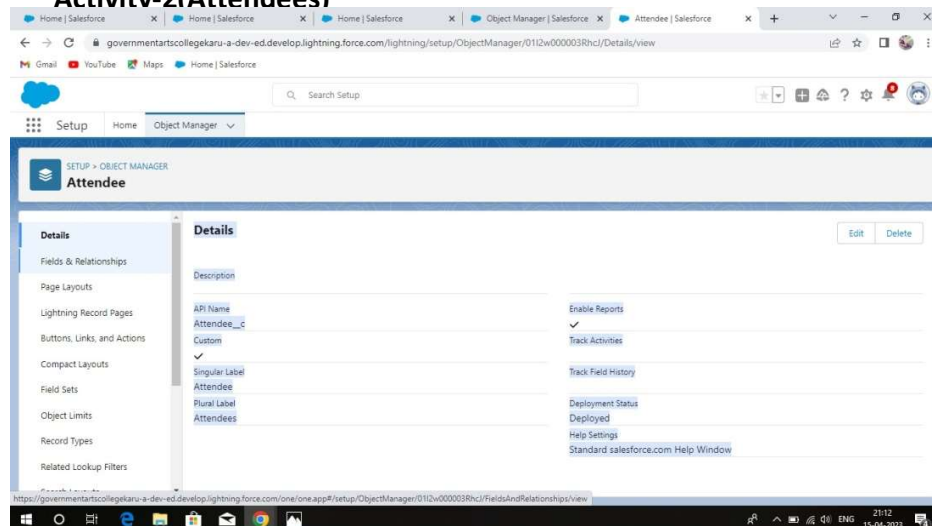 Activity-2(Attendees)
Home | Salesforce
Home | Salesforce
Home | Salesforce
Object Manager | Salesforce
Attendee | Salesforce
governmentartscollegekaru-a-dev-ed.develop.lightning.force.com/lightning/setup/ObjectManager/01I2w000003RhcJ/Details/view
Gmail YouTube Maps Home | Salesforce
Search Setup
Setup Home Object Manager
SETUP > OBJECT MANAGER
Attendee
Details
Fields & Relationships
Page Layouts
Lightning Record Pages
Buttons, Links, and Actions
Compact Layouts
Field Sets
Object Limits
Record Types
Related Lookup Filters
Search Layouts
Details
Edit Delete
Description
API Name
Attendee__c
Custom
Singular Label
Attendee
Plural Label
Attendees
Enable Reports
Track Activities
Track Field History
Deployment Status
Deployed
Help Settings
Standard salesforce.com Help Window
https://governmentartscollegekaru-a-dev-ed.develop.lightning.force.com/one/one.app#/setup/ObjectManager/01I2w000003RhcJ/FieldsAndRelationships/view
ENG
21:12
15-04-2023